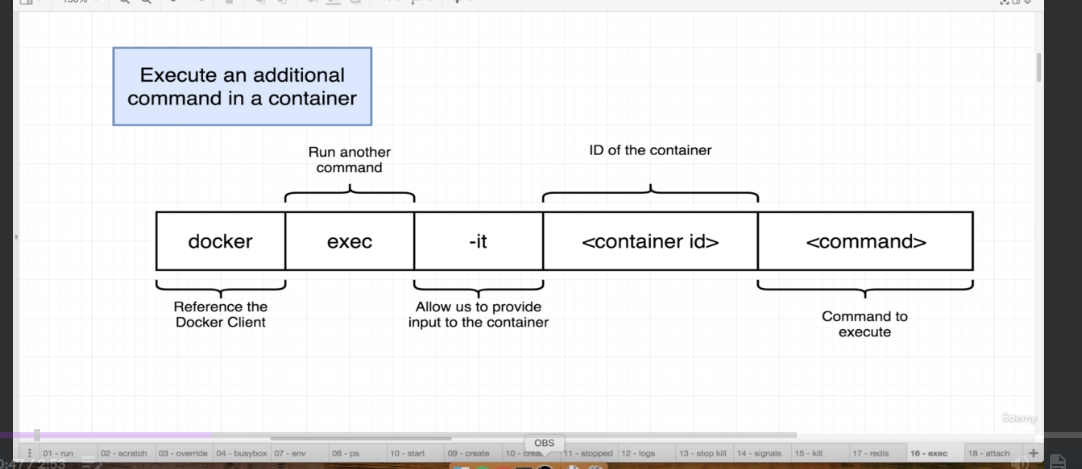 Execute an additional
command in a container
Run another
command
ID of the container
docker
exec
-it
<container id>
<command>
Reference the
Docker Client
Allow us to provide
input to the container
Command to
execute
ûdemy
OBS
01 - run
02 - scratch
03 - override
04 - busybox
07 - env
08 - ps
10 - start
09 - create
11 - stopped
12 - logs
13 - stop kill
14 - signals
15 - kill
17 - redis
16 - exec
18 - attach
0:47 / 2:53